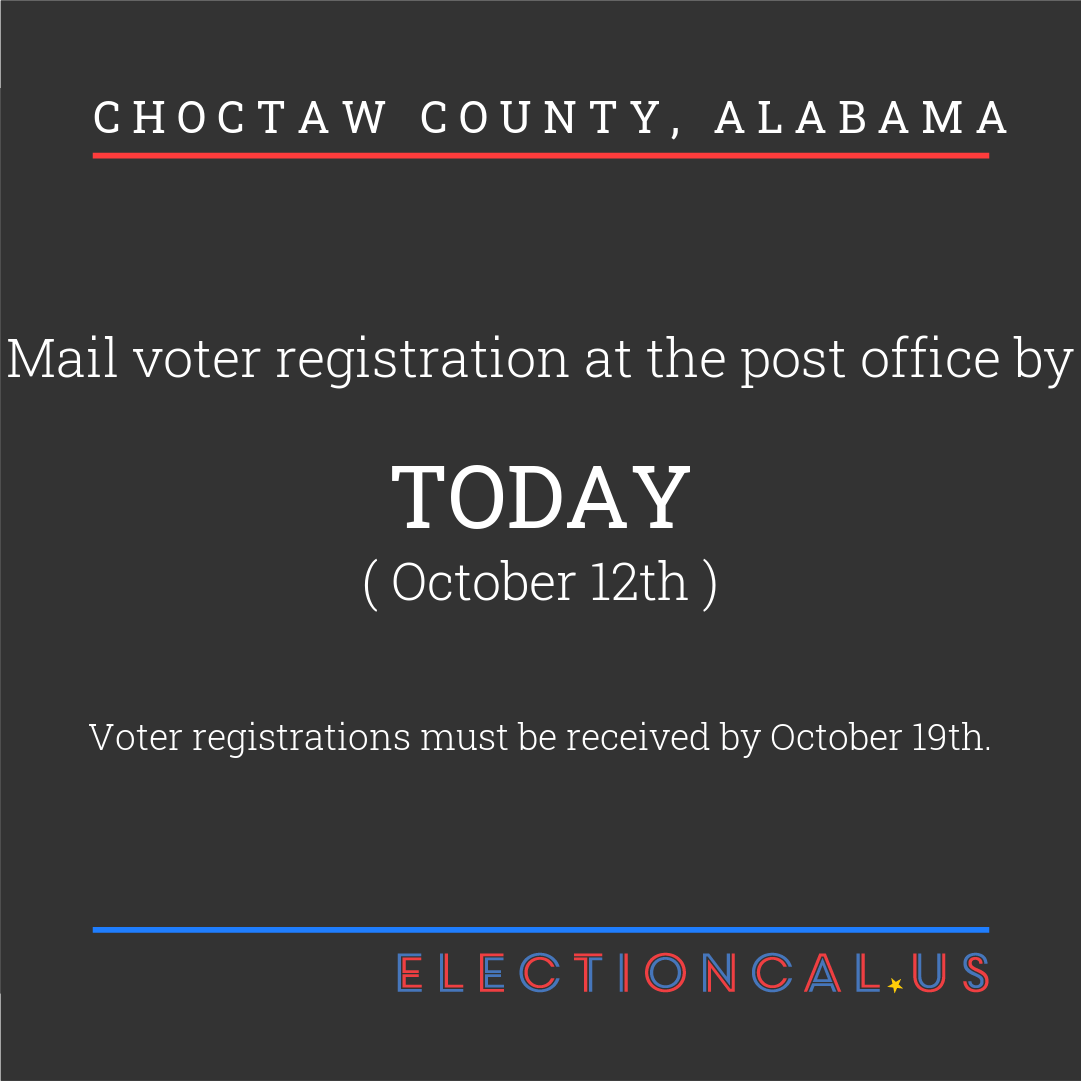 CHOCTAW COUNTY, ALABAMA
Mail voter registration at the post office by
TODAY
( October 12th )
Voter registrations must be received by October 19th.
ELECTIONCAL.US